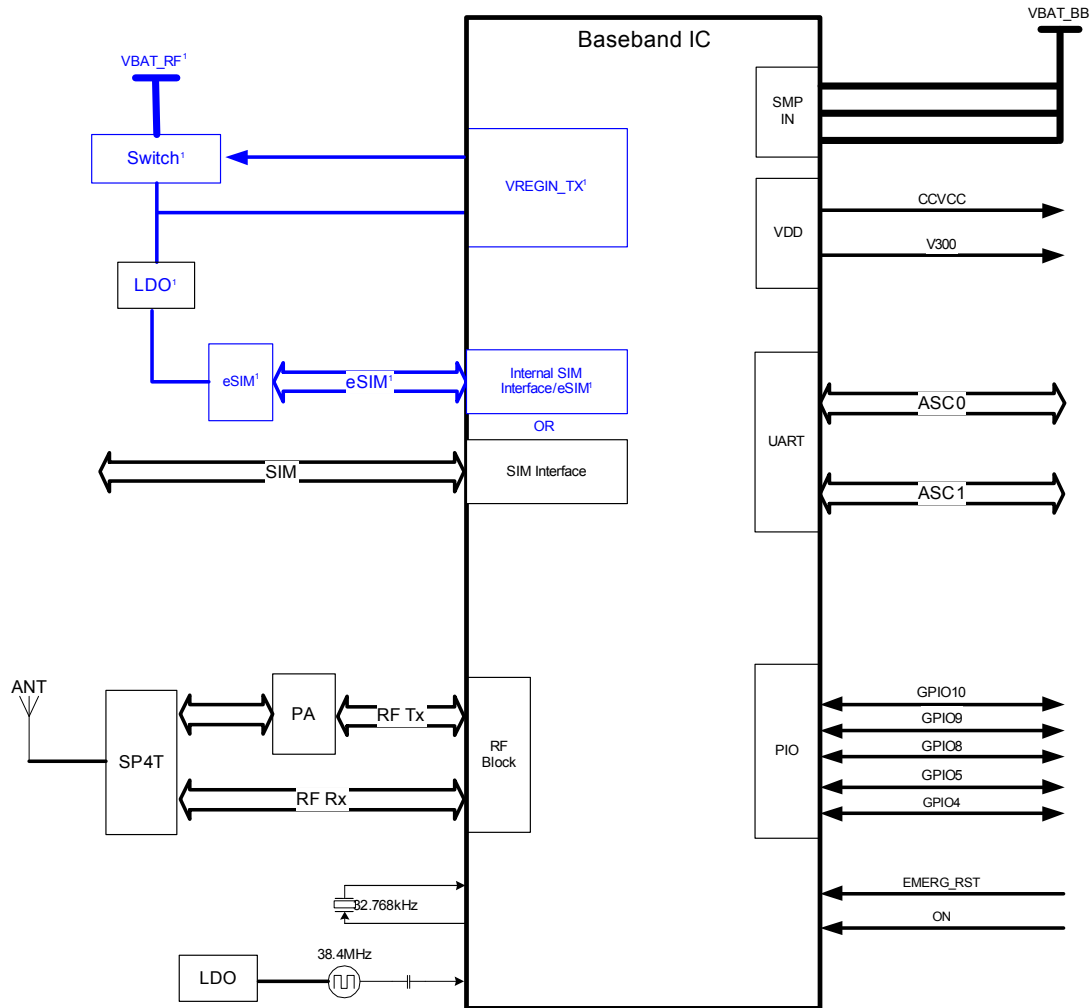 Baseband IC
VBAT_BB
VBAT_RF¹
SMP
IN
Switch¹
VREGIN_TX¹
CCVCC
VDD
V300
LDO¹
eSIM¹
eSIM¹
Internal SIM
Interface/eSIM¹
OR
ASC0
UART
SIM
SIM Interface
ASC1
ANT
PA
RF Tx
GPIO10
GPIO9
SP4T
RF
Block
PIO
GPIO8
RF Rx
GPIO5
GPIO4
EMERG_RST
32.768kHz
ON
38.4MHz
LDO